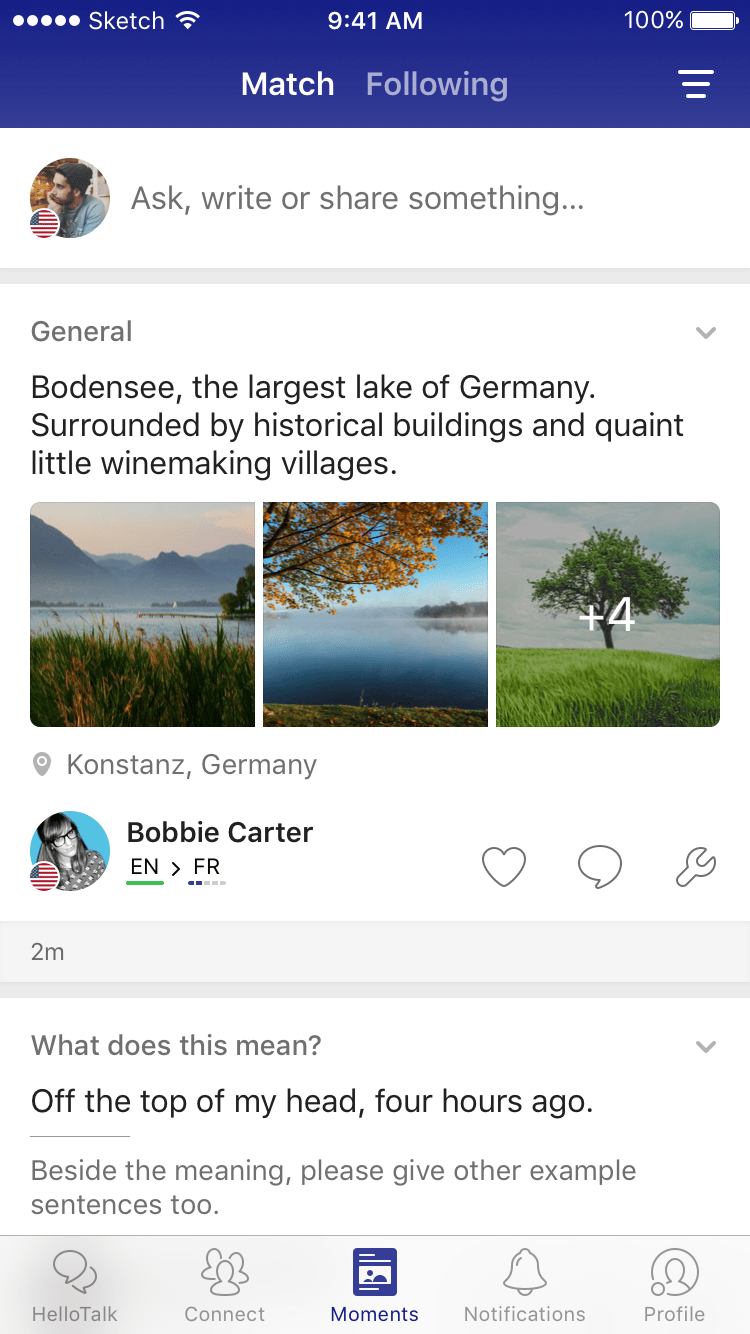 Sketch 9:41 AM 100%
Match Following
Ask, write or share something...
General
Bodensee, the largest lake of Germany.
Surrounded by historical buildings and quaint
little winemaking villages.
+4
Konstanz, Germany
Bobbie Carter
EN > FR
2m
What does this mean?
Off the top of my head, four hours ago.
Beside the meaning, please give other example
sentences too.
HelloTalk Connect Moments Notifications Profile